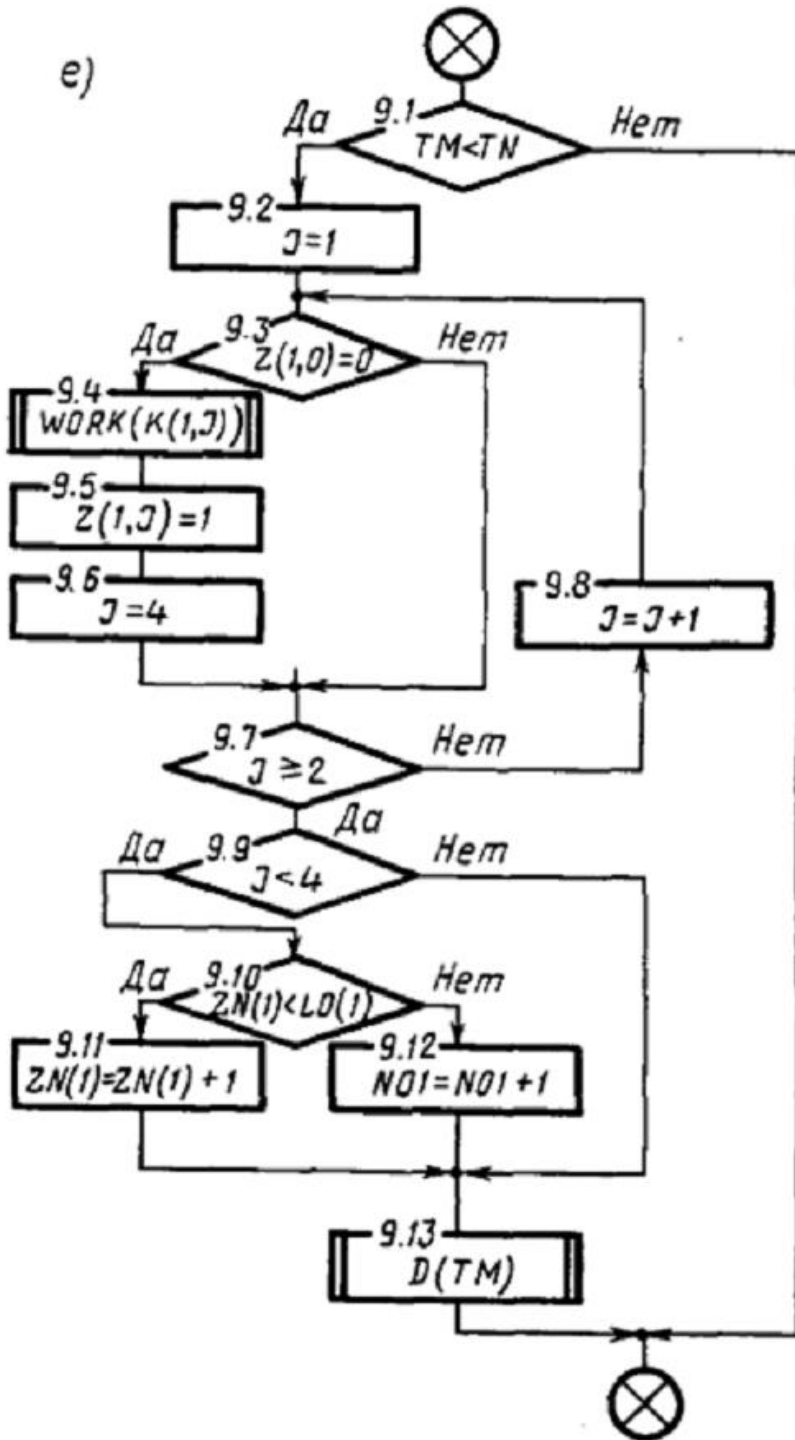 е)
9.1
Да
Нет
TM<TN
9.2
J=1
9.3
Да
Нет
Z(1,0)=0
9.4
WORK(K(1,J))
9.5
Z(1,J)=1
9.6
J=4
9.8
J=J+1
9.7
Нет
J≥2
Да
9.9
Да
Нет
J<4
9.10
Да
Нет
ZN(1)<LO(1)
9.11
ZN(1)=ZN(1)+1
9.12
NO1=NO1+1
9.13
D(TM)